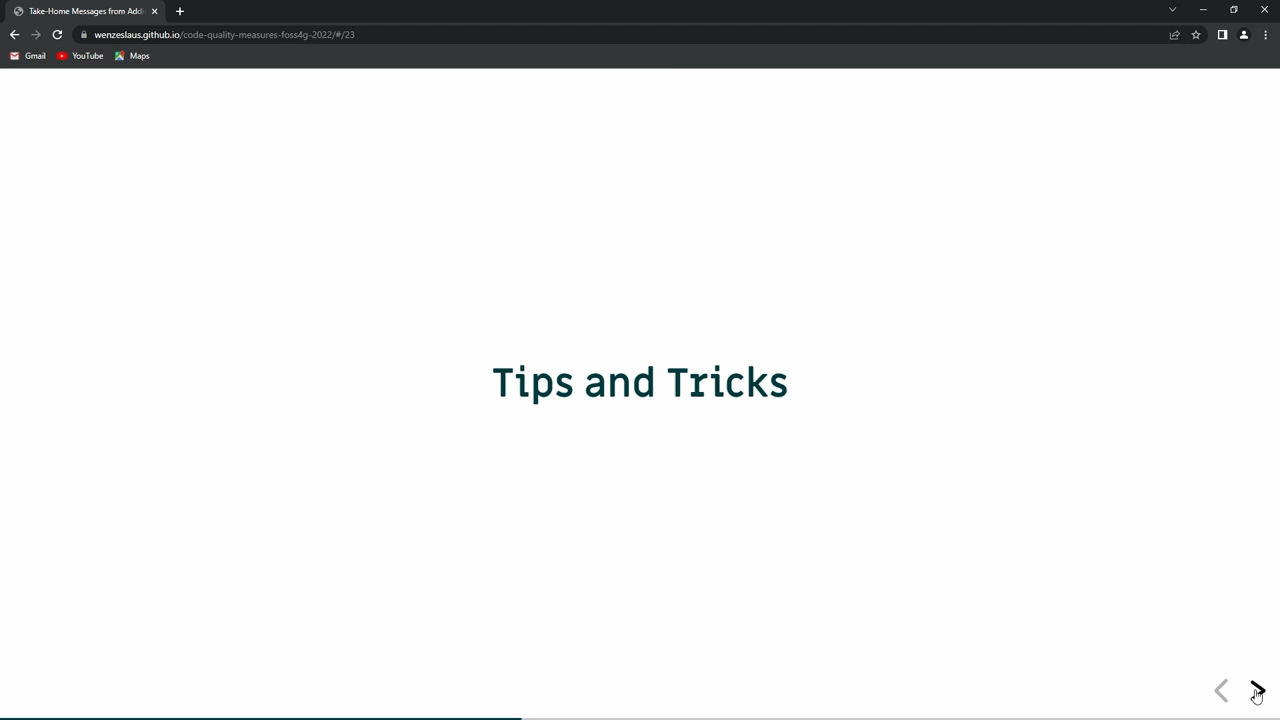 Take-Home Messages from Addi
wenzeslaus.github.io/code-quality-measures-foss4g-2022/#/23
Gmail YouTube Maps
Tips and Tricks